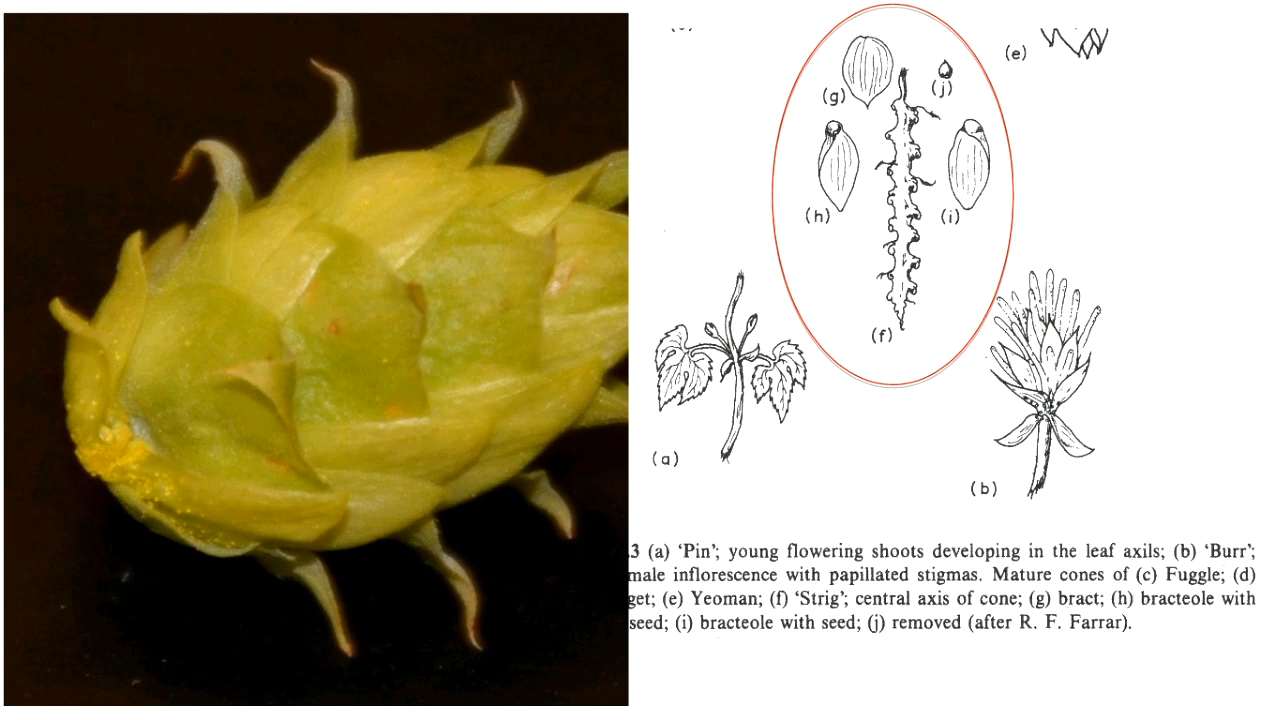 (e)
(g)
(j)
(h)
(i)
(f)
(a)
(b)
.3 (a) ‘Pin’; young flowering shoots developing in the leaf axils; (b) ‘Burr’;
male inflorescence with papillated stigmas. Mature cones of (c) Fuggle; (d)
get; (e) Yeoman; (f) ‘Strig’; central axis of cone; (g) bract; (h) bracteole with
seed; (i) bracteole with seed; (j) removed (after R. F. Farrar).